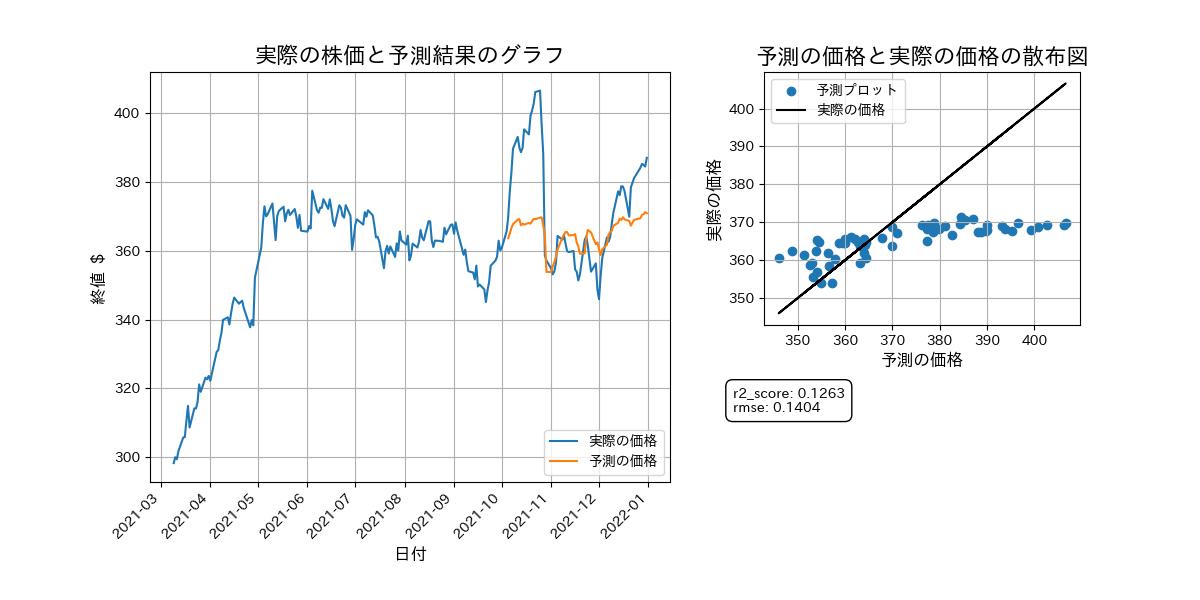 実際の株価と予測結果のグラフ
終値 $
400
380
360
340
320
300
2021-03
2021-04
2021-05
2021-06
2021-07
2021-08
2021-09
2021-10
2021-11
2021-12
2022-01
日付
実際の価格
予測の価格
予測の価格と実際の価格の散布図
実際の価格
400
390
380
370
360
350
350
360
370
380
390
400
予測の価格
予測プロット
実際の価格
r2_score: 0.1263
rmse: 0.1404